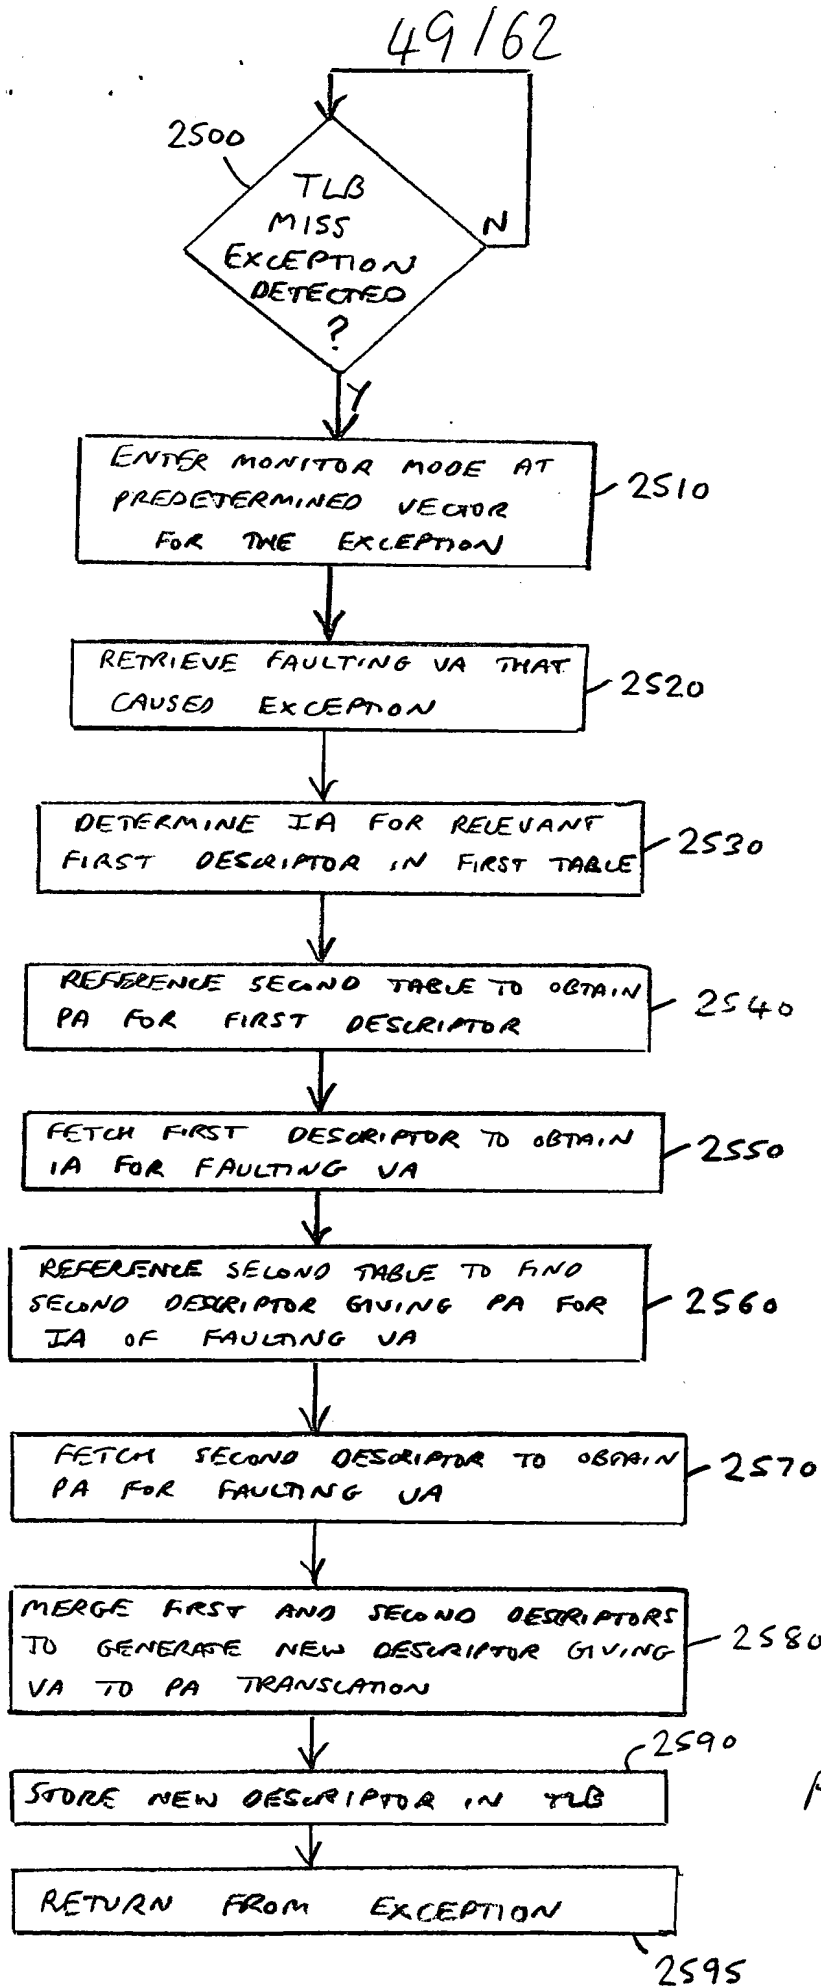 49/62
2500
TLB
MISS
EXCEPTION
DETECTED
?
N
Y
ENTER MONITOR MODE AT
PREDETERMINED VECTOR
FOR THE EXCEPTION
2510
RETRIEVE FAULTING VA THAT
CAUSED EXCEPTION
2520
DETERMINE IA FOR RELEVANT
FIRST DESCRIPTOR IN FIRST TABLE
2530
REFERENCE SECOND TABLE TO OBTAIN
PA FOR FIRST DESCRIPTOR
2540
FETCH FIRST DESCRIPTOR TO OBTAIN
IA FOR FAULTING VA
2550
REFERENCE SECOND TABLE TO FIND
SECOND DESCRIPTOR GIVING PA FOR
IA OF FAULTING VA
2560
FETCH SECOND DESCRIPTOR TO OBTAIN
PA FOR FAULTING VA
2570
MERGE FIRST AND SECOND DESCRIPTORS
TO GENERATE NEW DESCRIPTOR GIVING
VA TO PA TRANSLATION
2580
2590
STORE NEW DESCRIPTOR IN TLB
RETURN FROM EXCEPTION
2595